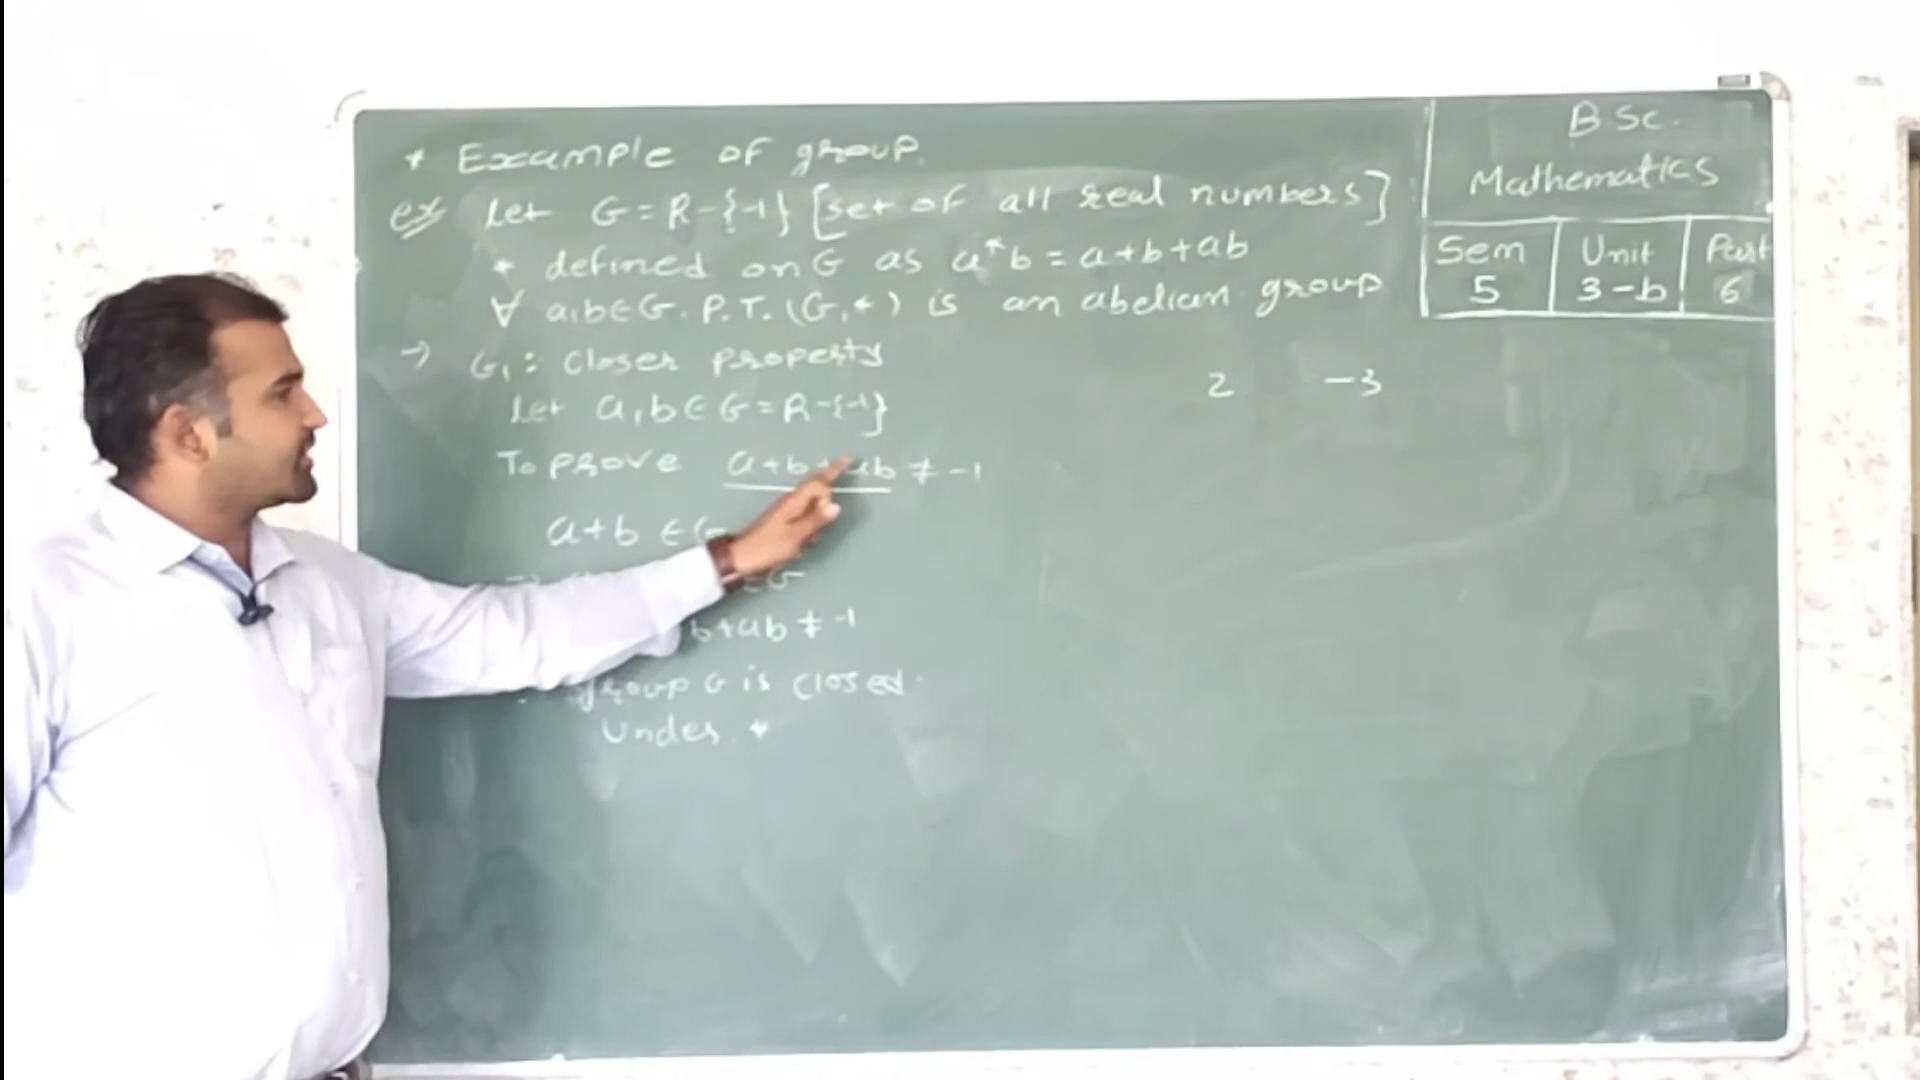 * Example of group.
ex Let G = R-{-1} [set of all real numbers]
* defined on G as a*b = a+b+ab
∀ a,b∈G. P.T. (G,*) is an abelian group
→ G₁ : Closer property
Let a,b ∈ G = R-{-1}
To prove a+b+ab ≠ -1
a+b ∈ G
∈G
b+ab ≠ -1
group G is closed.
under *
2 -3
B Sc.
Mathematics
Sem Unit Part
5 3-b 6